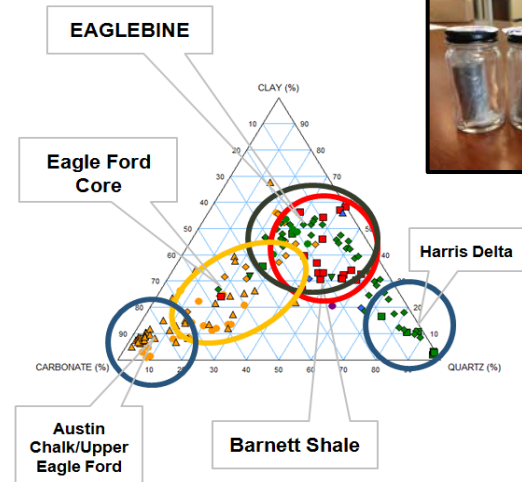 EAGLEBINE
CLAY (%)
10 90
20 80
Eagle Ford
Core
30 70
40 60
50
60
Harris Delta
70 30
80 20
90 10
CARBONATE (%)
QUARTZ (%)
10 20 30 40 50 60 70 80 90
Austin
Chalk/Upper
Eagle Ford
Barnett Shale